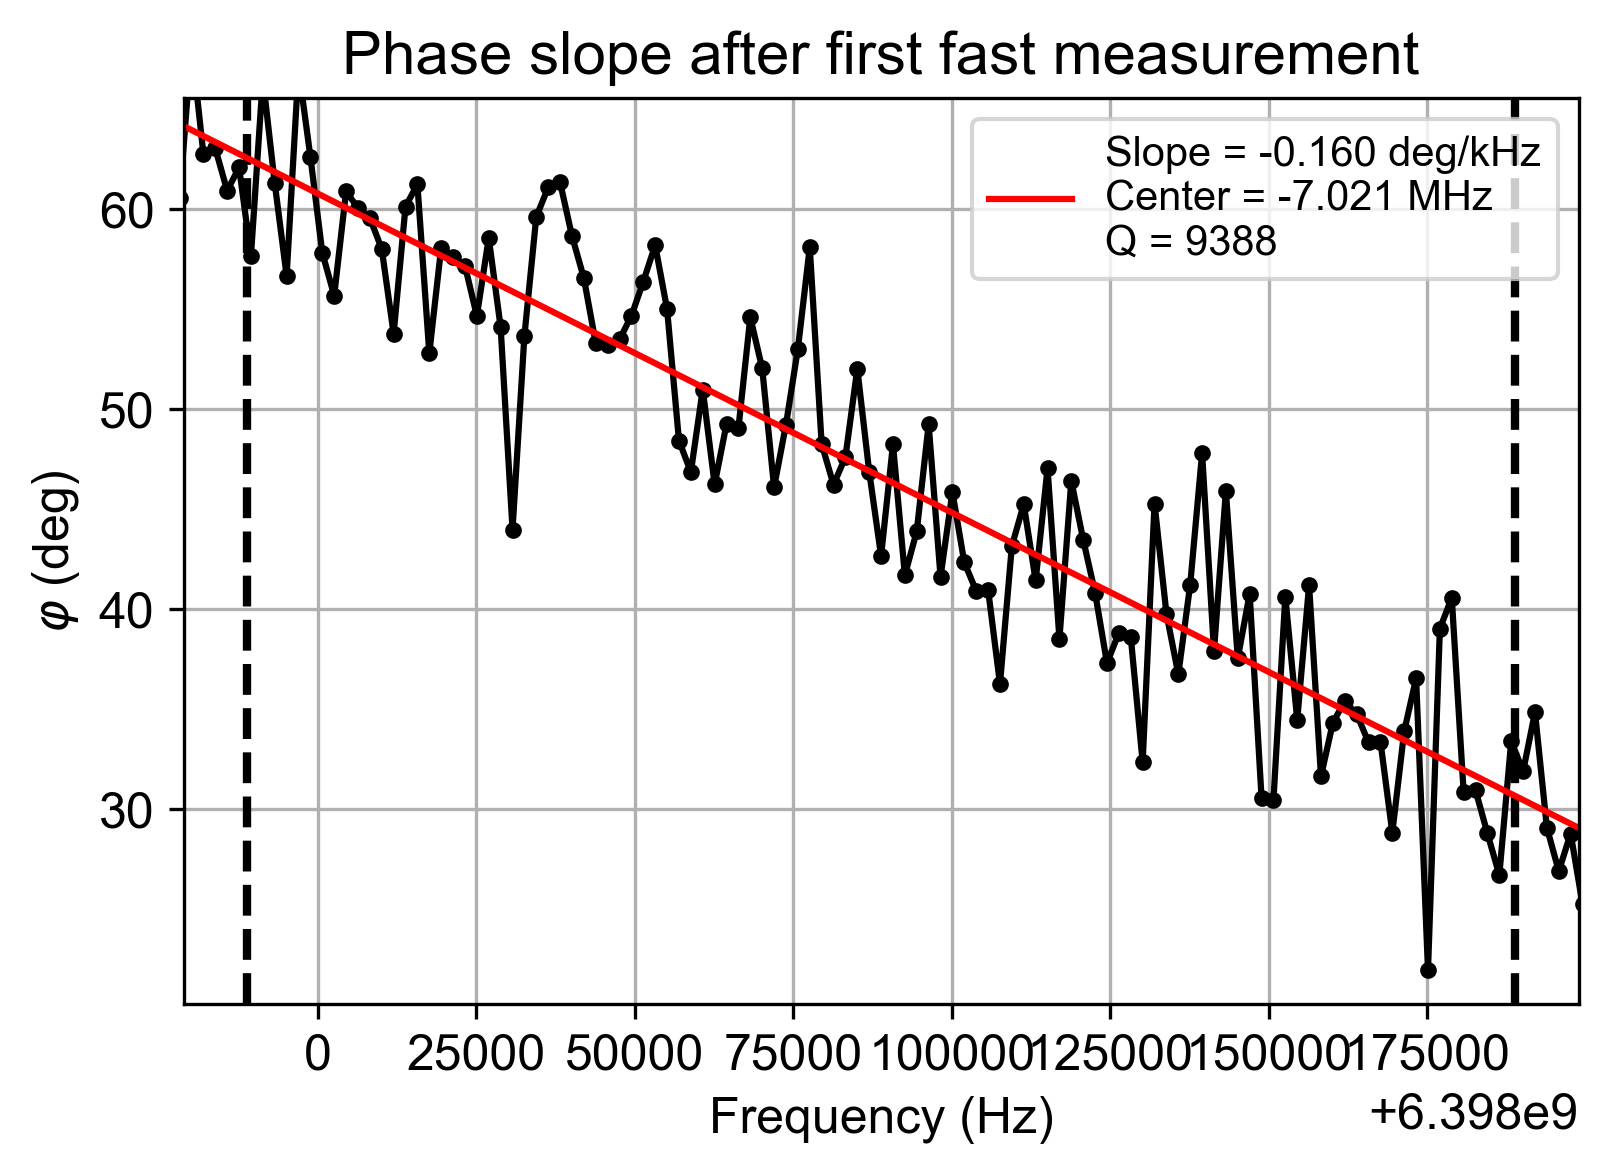 Phase slope after first fast measurement
Slope = -0.160 deg/kHz
Center = -7.021 MHz
Q = 9388
60
50
40
30
φ (deg)
0 25000 50000 75000 100000 125000 150000 175000
Frequency (Hz)
+6.398e9